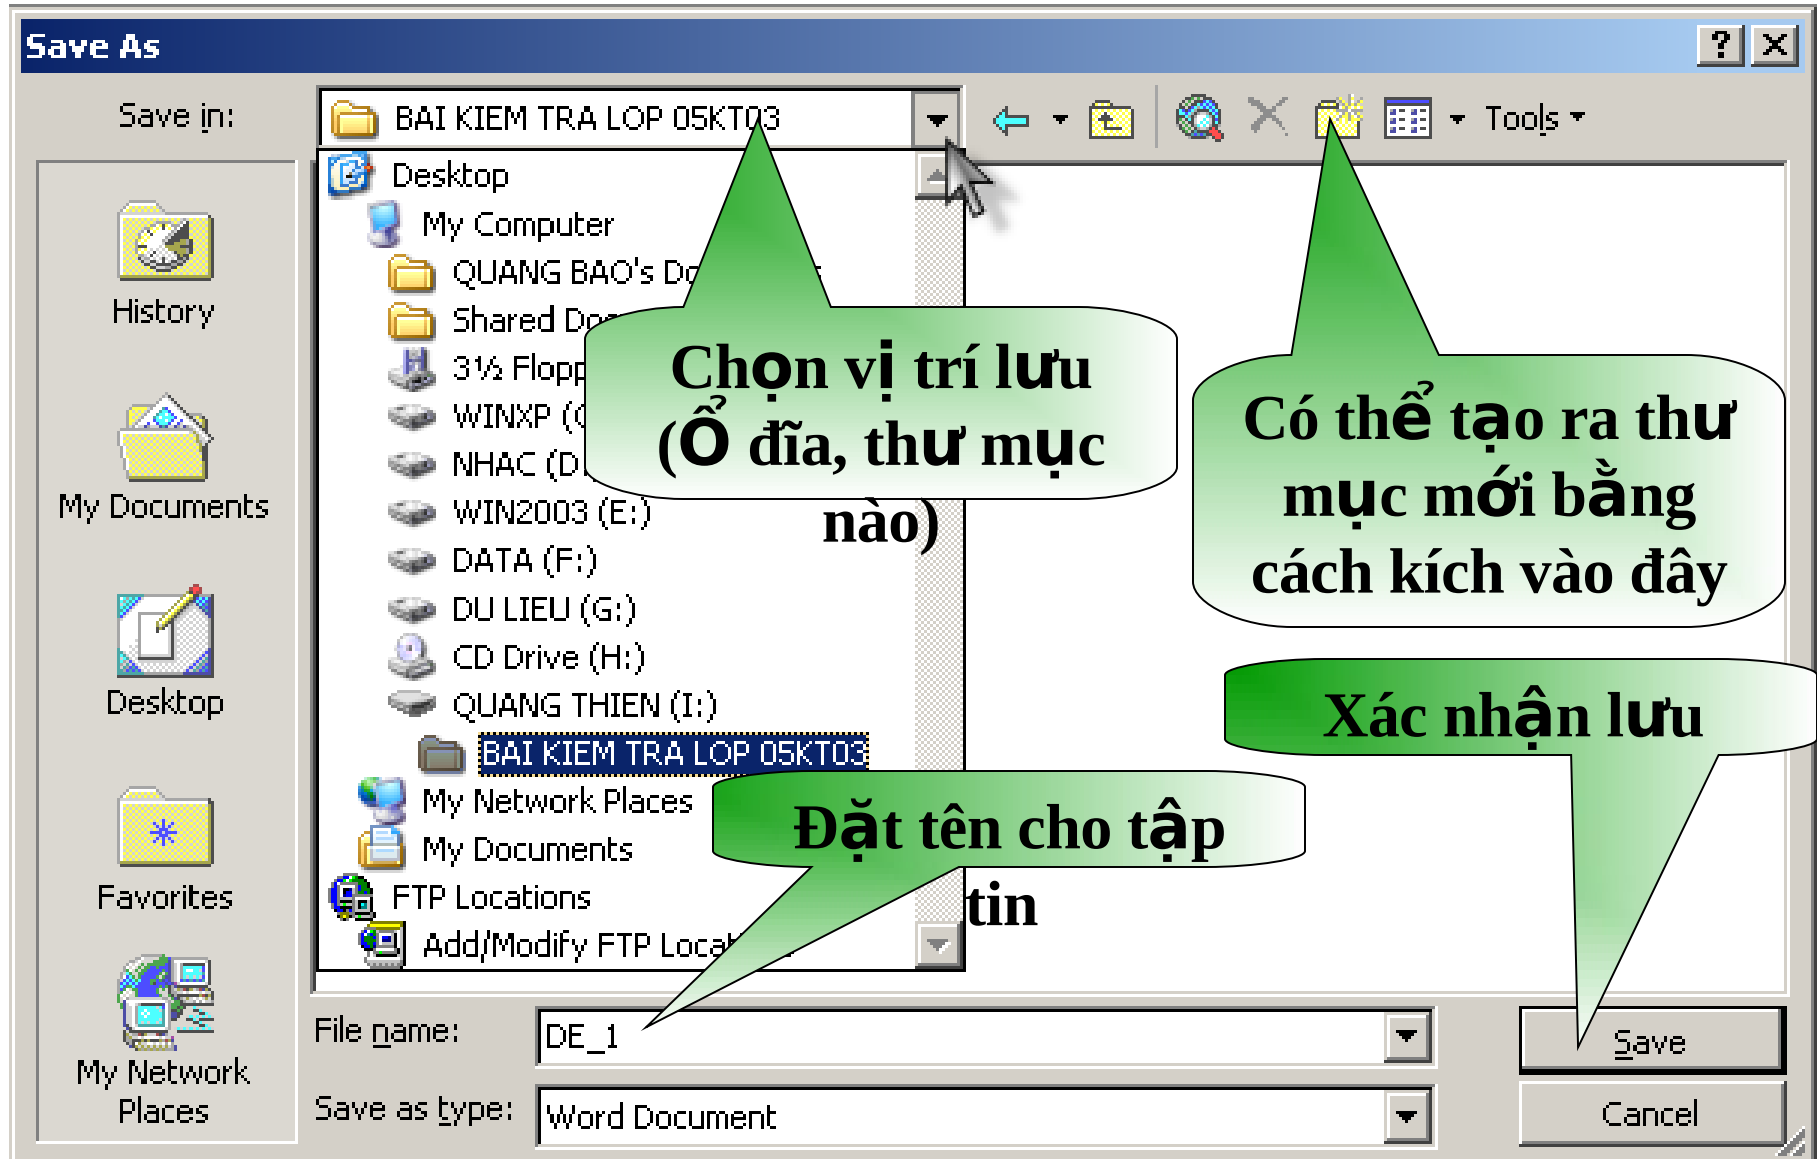 Save As
Save in:
BAI KIEM TRA LOP 05KT03
Tools
Desktop
My Computer
QUANG BAO's
Shared
3½
WINXP
NHAC
WIN2003 (E:)
DATA (F:)
DU LIEU (G:)
CD Drive (H:)
QUANG THIEN (I:)
BAI KIEM TRA LOP 05KT03
My Network Places
My Documents
FTP Locations
Add/Modify FTP
History
My Documents
Desktop
Favorites
My Network
Places
Chọn vị trí lưu
(Ổ đĩa, thư mục
nào)
Có thể tạo ra thư
mục mới bằng
cách kích vào đây
Xác nhận lưu
Đặt tên cho tập
tin
File name:
DE_1
Save
Save as type:
Word Document
Cancel